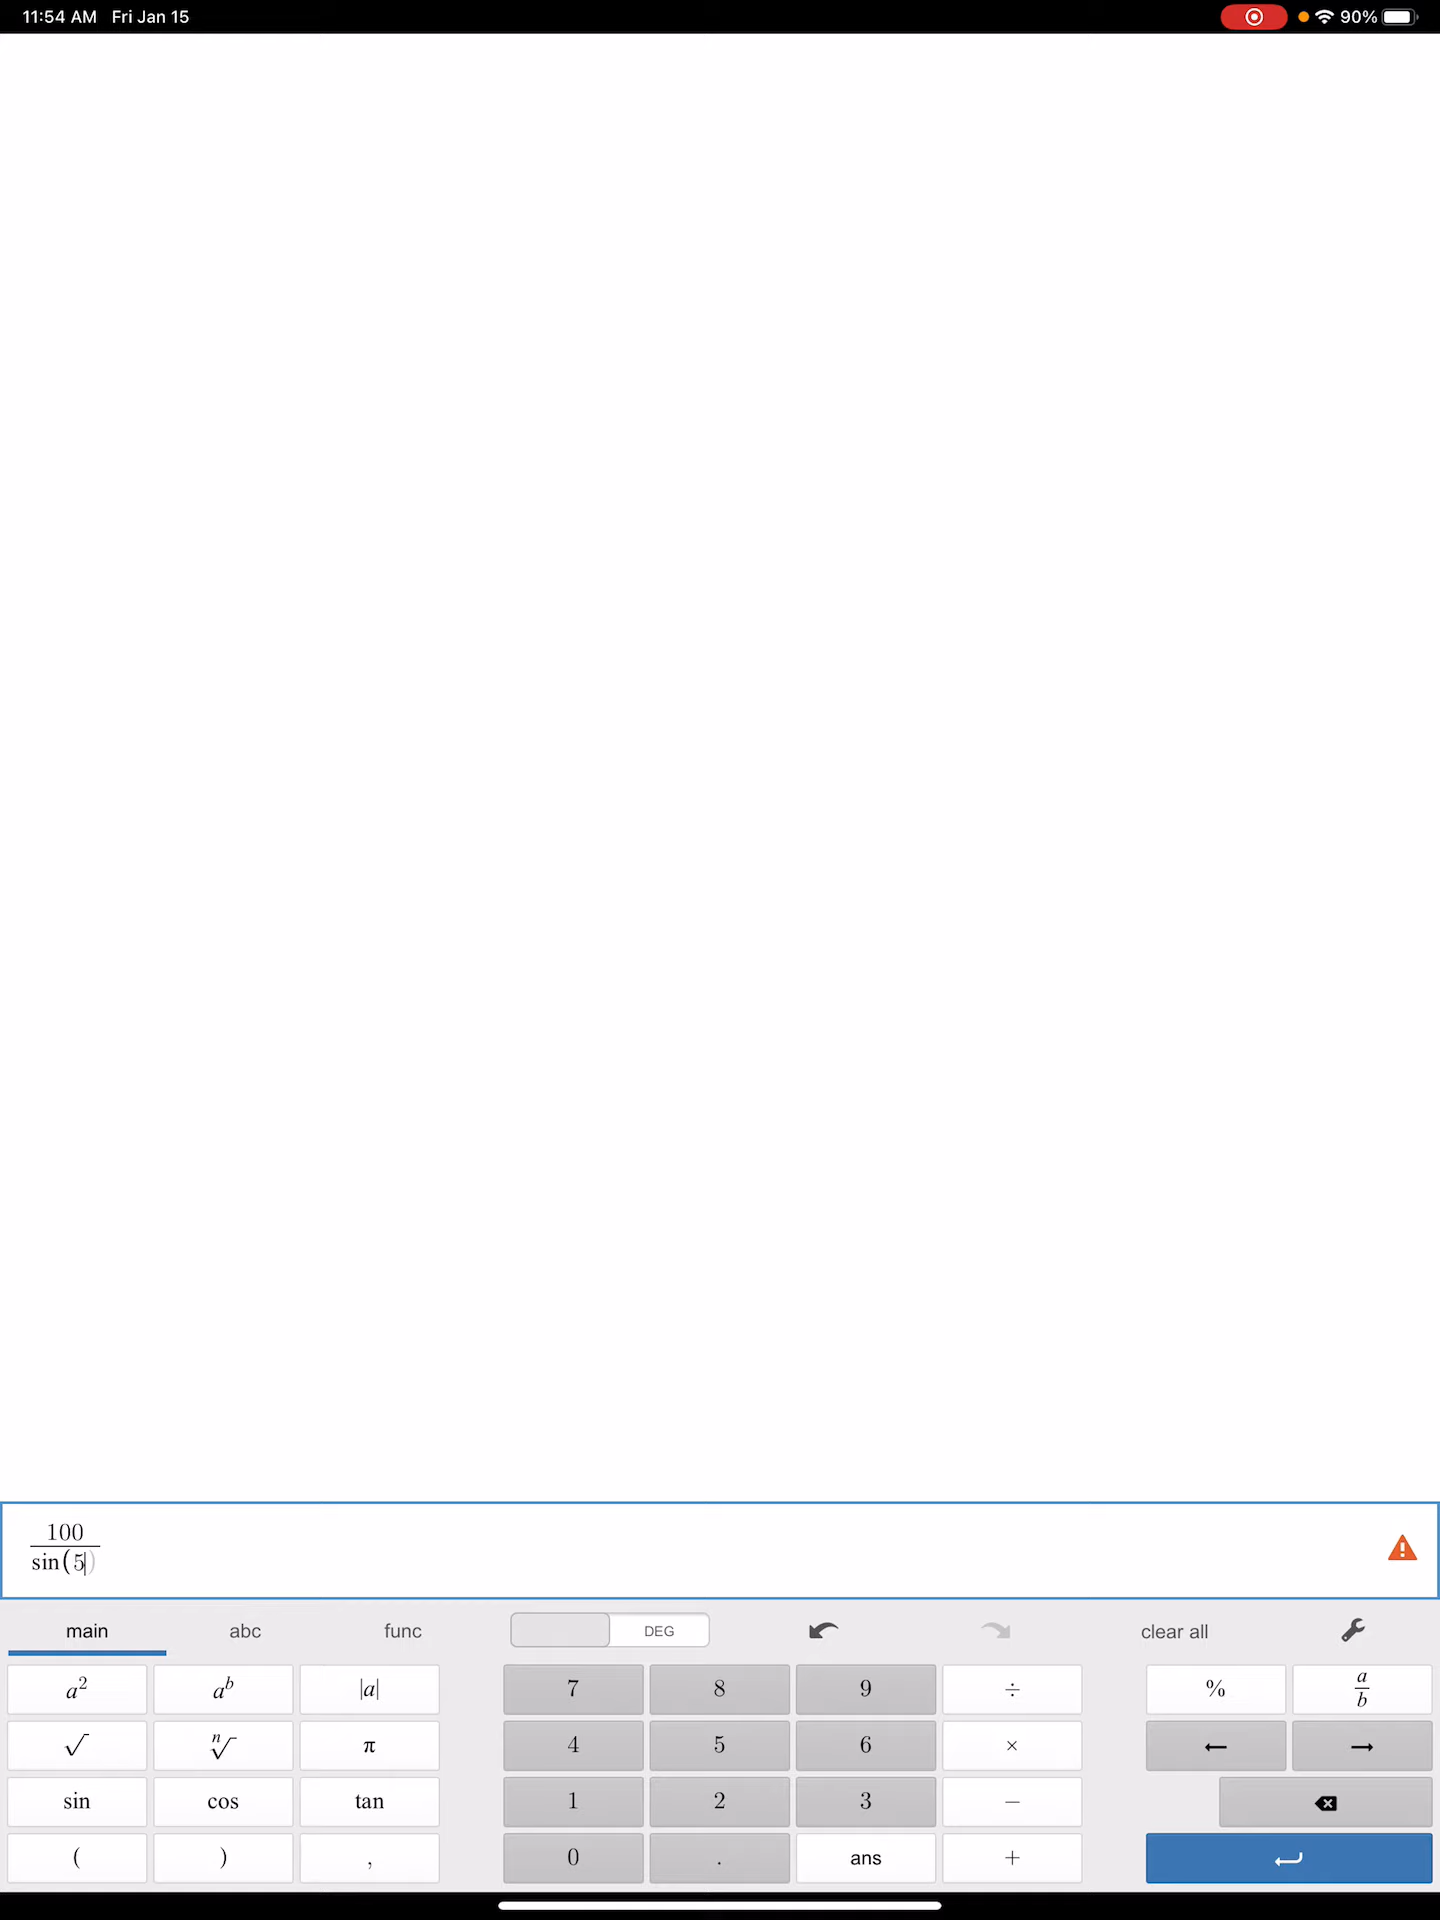 11:54 AM Fri Jan 15 90%
100
sin(5)
main abc func DEG clear all
a² aᵇ |a| 7 8 9 ÷ % a/b
√ ⁿ√ π 4 5 6 × ← →
sin cos tan 1 2 3 −
( ) , 0 . ans +